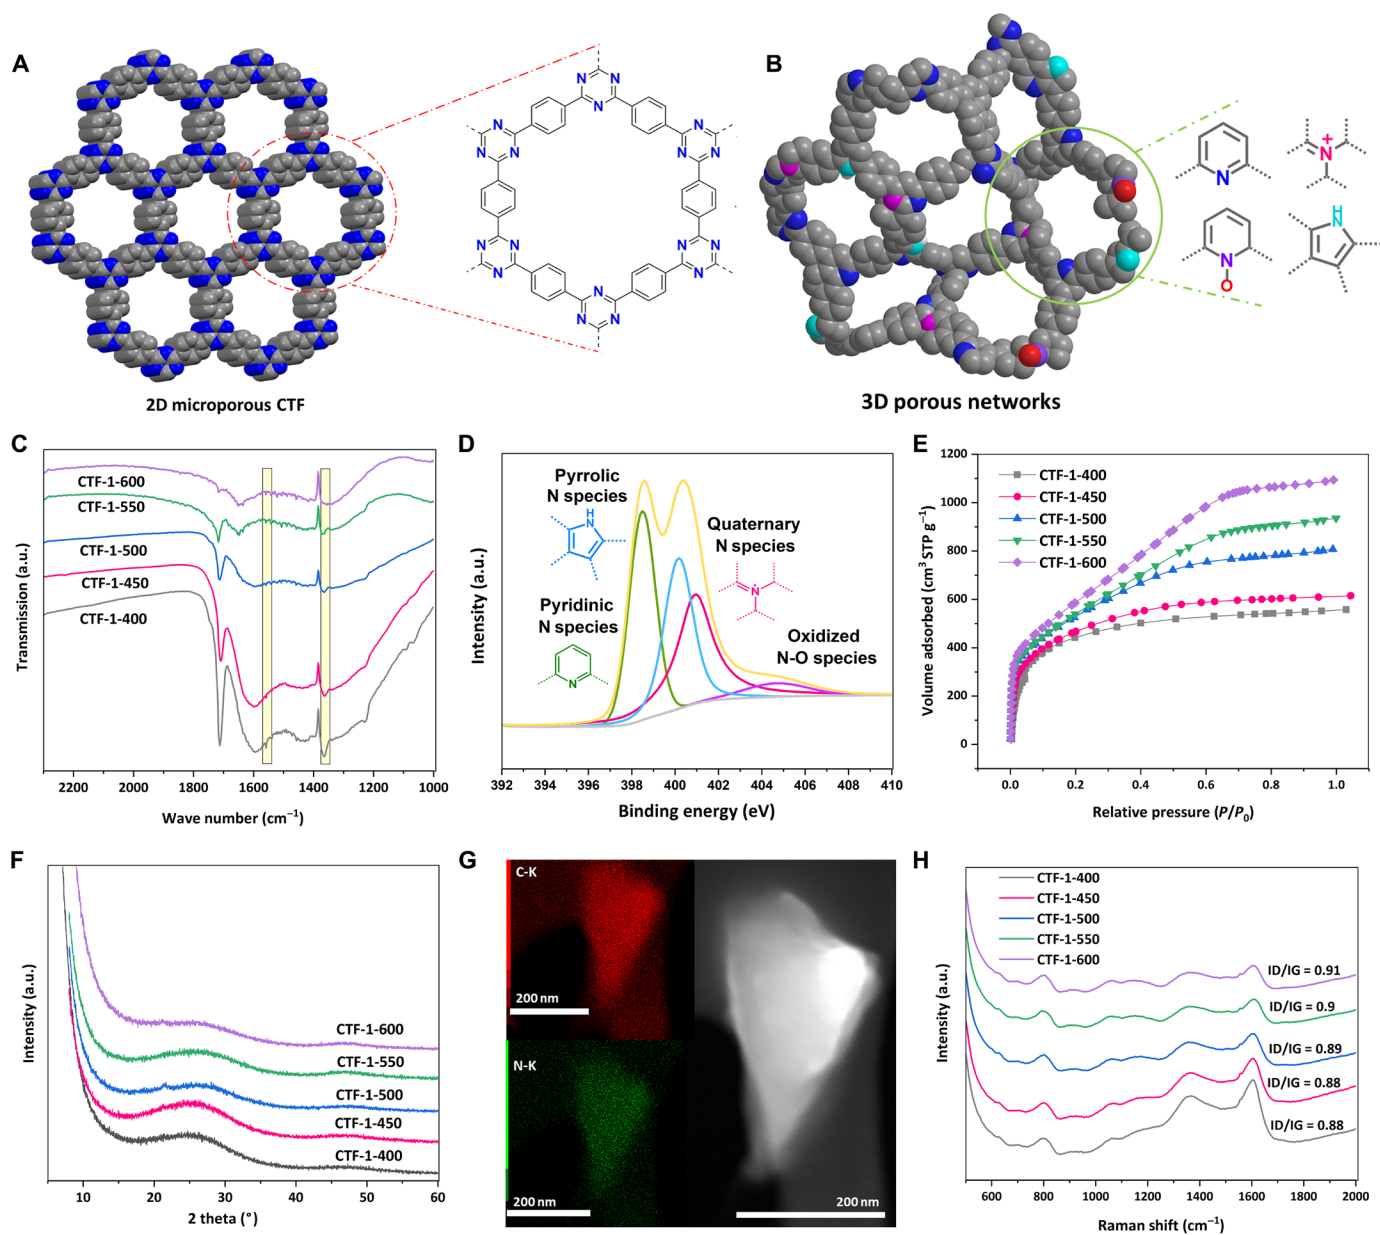 A
N N
N
N N
N
N N
N
N N
N
N N
N
N N
N
2D microporous CTF
B
N
+
N
N
O
H
N
3D porous networks
C
CTF-1-600
CTF-1-550
CTF-1-500
CTF-1-450
CTF-1-400
Transmission (a.u.)
2200 2000 1800 1600 1400 1200 1000
Wave number (cm−1)
D
Pyrrolic
N species
H
N
Quaternary
N species
+
N
Pyridinic
N species
N
Oxidized
N-O species
Intensity (a.u.)
392 394 396 398 400 402 404 406 408 410
Binding energy (eV)
E
CTF-1-400
CTF-1-450
CTF-1-500
CTF-1-550
CTF-1-600
Volume adsorbed (cm3 STP g−1)
1200
1000
800
600
400
200
0
0.0 0.2 0.4 0.6 0.8 1.0
Relative pressure (P/P0)
F
CTF-1-600
CTF-1-550
CTF-1-500
CTF-1-450
CTF-1-400
Intensity (a.u.)
10 20 30 40 50 60
2 theta (°)
G
C-K
200 nm
N-K
200 nm
200 nm
H
CTF-1-400
CTF-1-450
CTF-1-500
CTF-1-550
CTF-1-600
ID/IG = 0.91
ID/IG = 0.9
ID/IG = 0.89
ID/IG = 0.88
ID/IG = 0.88
Intensity (a.u.)
600 800 1000 1200 1400 1600 1800 2000
Raman shift (cm−1)